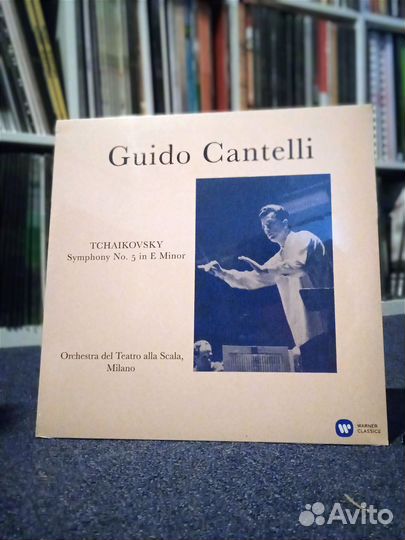 Guido Cantelli
TCHAIKOVSKY
Symphony No. 5 in E Minor
Orchestra del Teatro alla Scala,
Milano
WARNER
CLASSICS
Avito